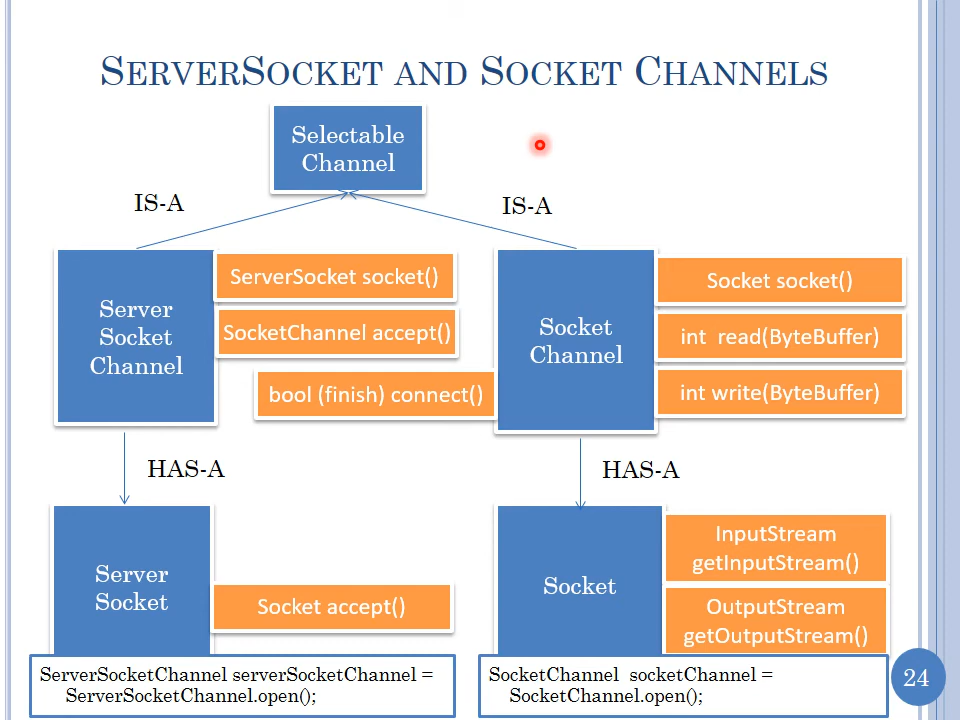 SERVERSOCKET AND SOCKET CHANNELS
Selectable
Channel
IS-A
IS-A
Server
Socket
Channel
ServerSocket socket()
SocketChannel accept()
bool (finish) connect()
Socket
Channel
Socket socket()
int  read(ByteBuffer)
int write(ByteBuffer)
HAS-A
HAS-A
Server
Socket
Socket accept()
Socket
InputStream
getInputStream()
OutputStream
getOutputStream()
ServerSocketChannel serverSocketChannel =
ServerSocketChannel.open();
SocketChannel  socketChannel =
SocketChannel.open();
24